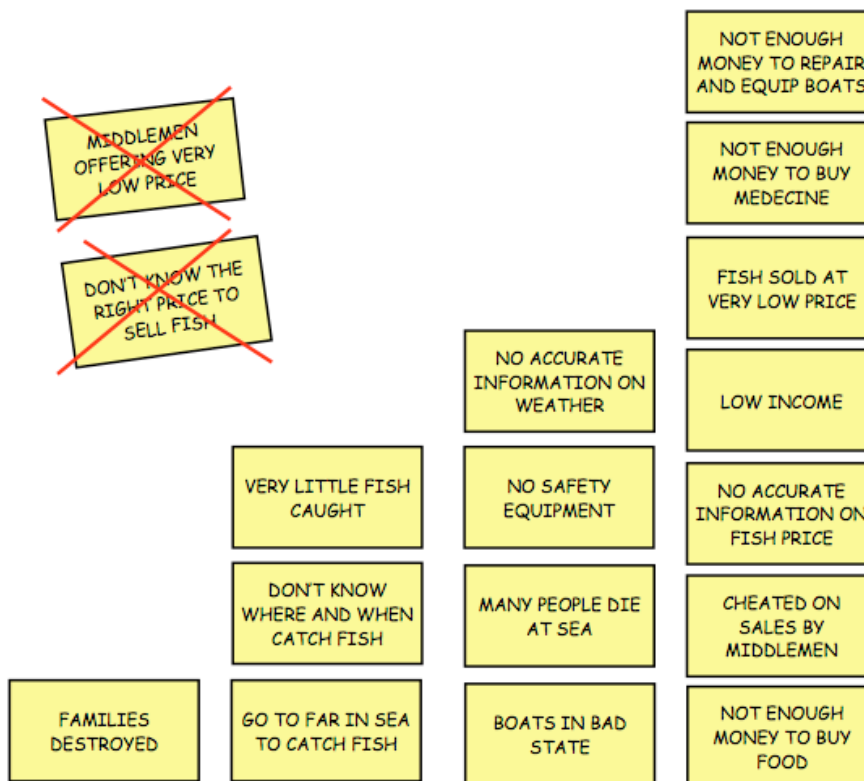 MIDDLEMEN
OFFERING VERY
LOW PRICE
DON'T KNOW THE
RIGHT PRICE TO
SELL FISH
FAMILIES
DESTROYED
VERY LITTLE FISH
CAUGHT
DON'T KNOW
WHERE AND WHEN
CATCH FISH
GO TO FAR IN SEA
TO CATCH FISH
NO ACCURATE
INFORMATION ON
WEATHER
NO SAFETY
EQUIPMENT
MANY PEOPLE DIE
AT SEA
BOATS IN BAD
STATE
NOT ENOUGH
MONEY TO REPAIR
AND EQUIP BOATS
NOT ENOUGH
MONEY TO BUY
MEDECINE
FISH SOLD AT
VERY LOW PRICE
LOW INCOME
NO ACCURATE
INFORMATION ON
FISH PRICE
CHEATED ON
SALES BY
MIDDLEMEN
NOT ENOUGH
MONEY TO BUY
FOOD